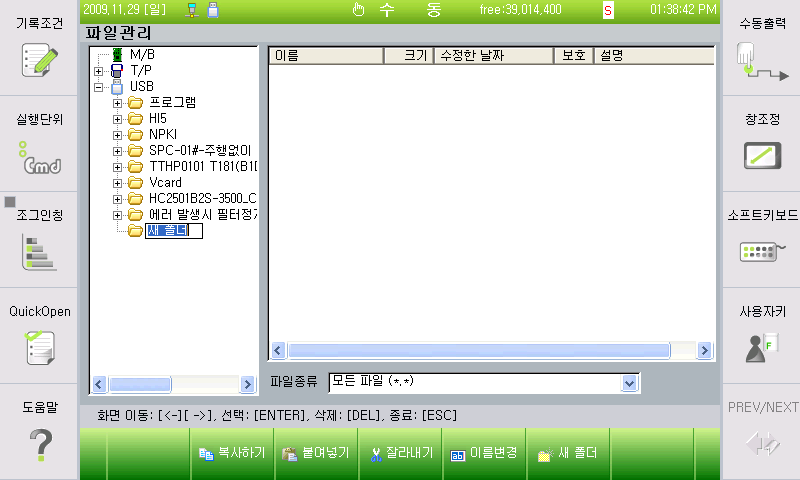 2009.11.29 [일] 수 동 free:39,014,400 S 01:38:42 PM
파일관리
기록조건
실행단위
Cmd
조그인칭
QuickOpen
도움말
M/B
T/P
USB
프로그램
HI5
NPKI
SPC-01#-주행없이
TTHP0101 T181(B1D
Vcard
HC2501B2S-3500_C
에러 발생시 필터정지
새 폴더
이름 크기 수정한 날짜 보호 설명
파일종류 모든 파일 (*.*)
화면 이동: [<-][ ->], 선택: [ENTER], 삭제: [DEL], 종료: [ESC]
복사하기 붙여넣기 잘라내기 이름변경 새 폴더
수동출력
창조정
소프트키보드
사용자키
F
PREV/NEXT